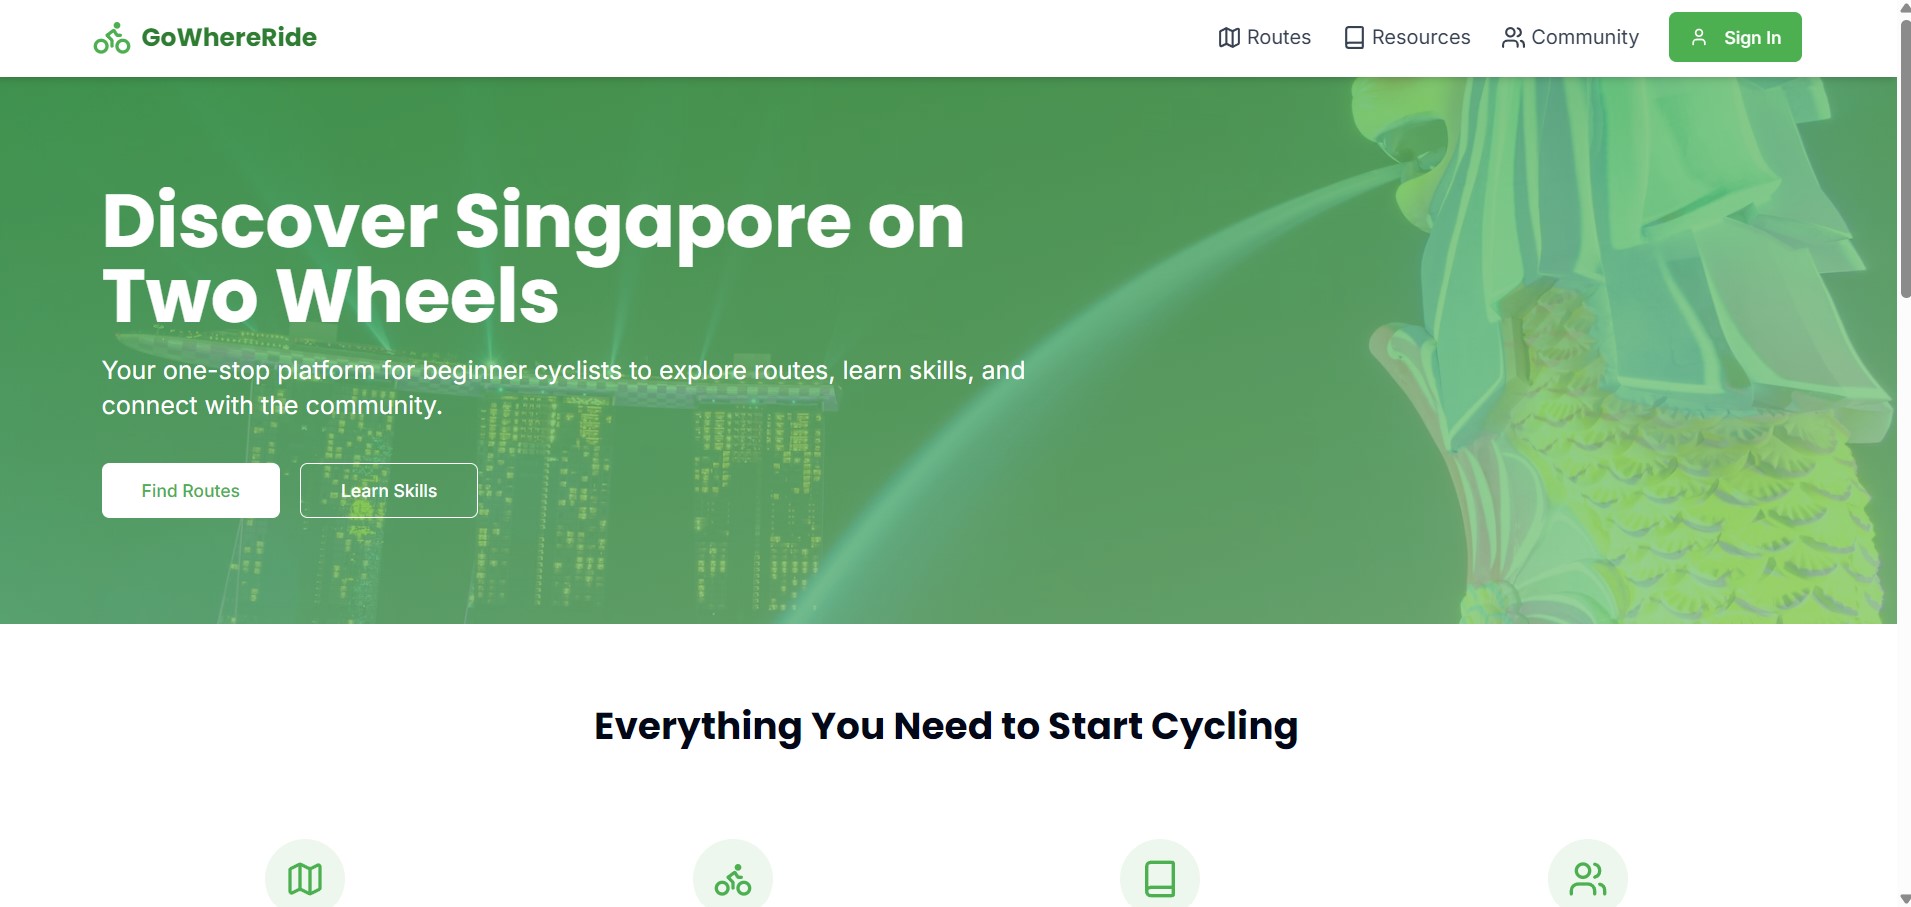 GoWhereRide
Routes
Resources
Community
Sign In
Discover Singapore on
Two Wheels
Your one-stop platform for beginner cyclists to explore routes, learn skills, and
connect with the community.
Find Routes
Learn Skills
Everything You Need to Start Cycling